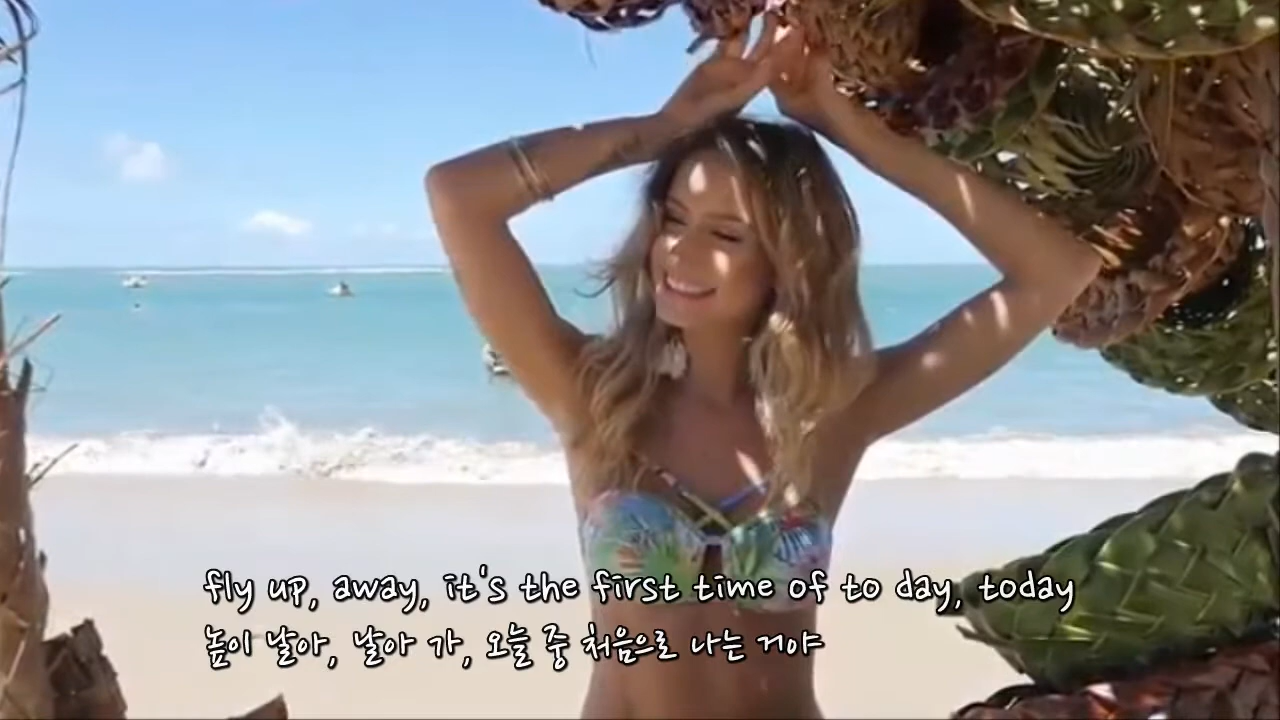 fly up, away, it's the first time of to day, today
높이 날아, 날아 가, 오늘 중 처음으로 나는 거야